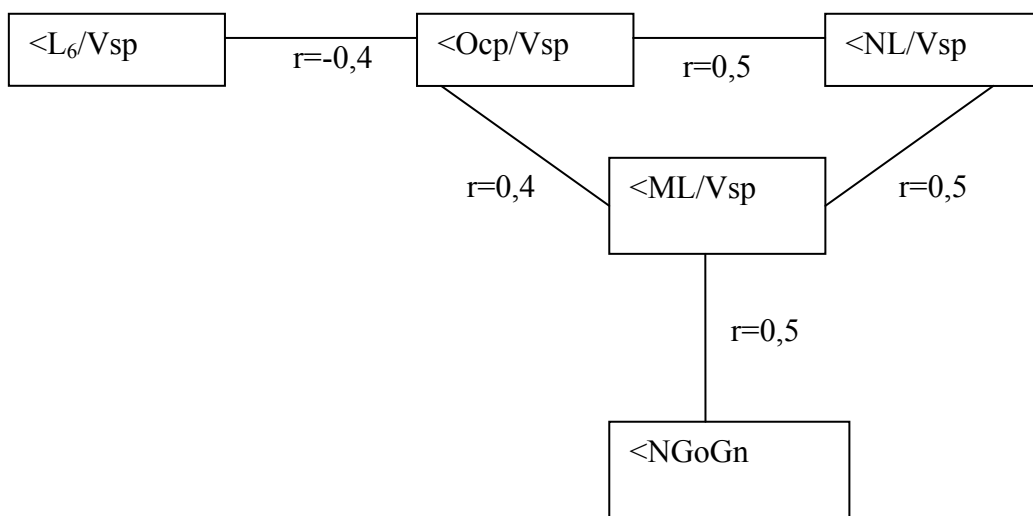 <L₆/Vsp
r=-0,4
<Ocp/Vsp
r=0,5
<NL/Vsp
r=0,4
<ML/Vsp
r=0,5
r=0,5
<NGoGn